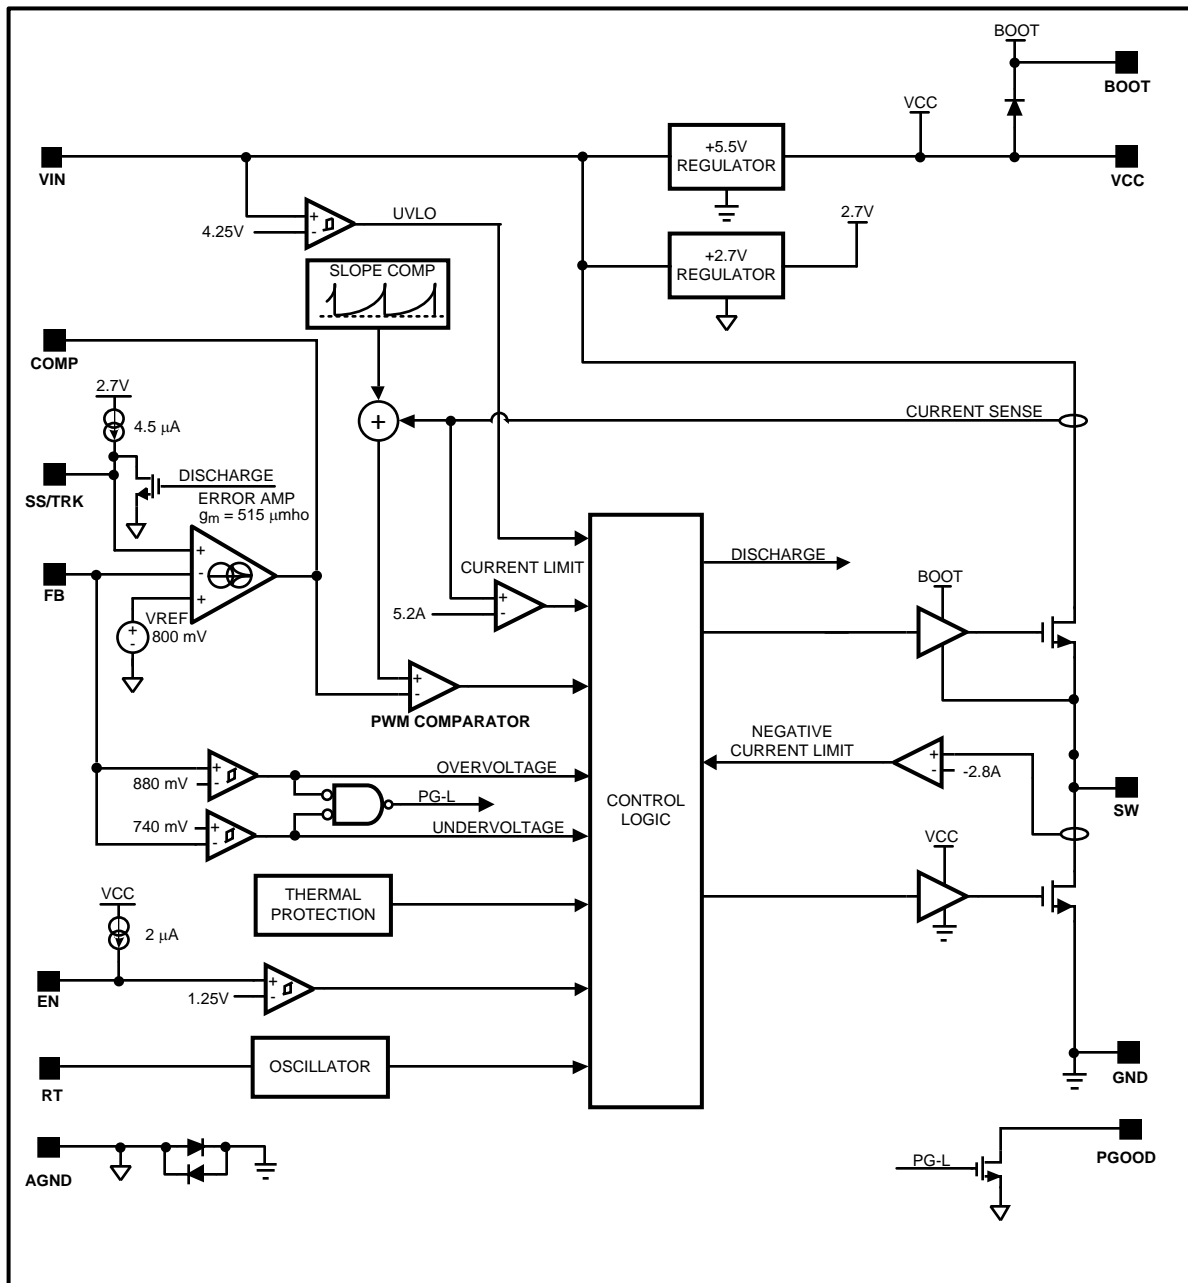 BOOT
BOOT
VCC
+5.5V
REGULATOR
VIN
VCC
UVLO
+
-
4.25V
2.7V
+2.7V
REGULATOR
SLOPE COMP
COMP
2.7V
4.5 µA
+
CURRENT SENSE
SS/TRK
DISCHARGE
ERROR AMP
gm = 515 µmho
+
-
+
FB
VREF
800 mV
+
-
CURRENT LIMIT
+
-
5.2A
DISCHARGE
BOOT
+
-
PWM COMPARATOR
NEGATIVE
CURRENT LIMIT
+
-
-2.8A
SW
OVERVOLTAGE
+
-
880 mV
PG-L
740 mV
+
-
UNDERVOLTAGE
CONTROL
LOGIC
VCC
THERMAL
PROTECTION
VCC
2 µA
EN
+
-
1.25V
RT
OSCILLATOR
GND
AGND
PG-L
PGOOD